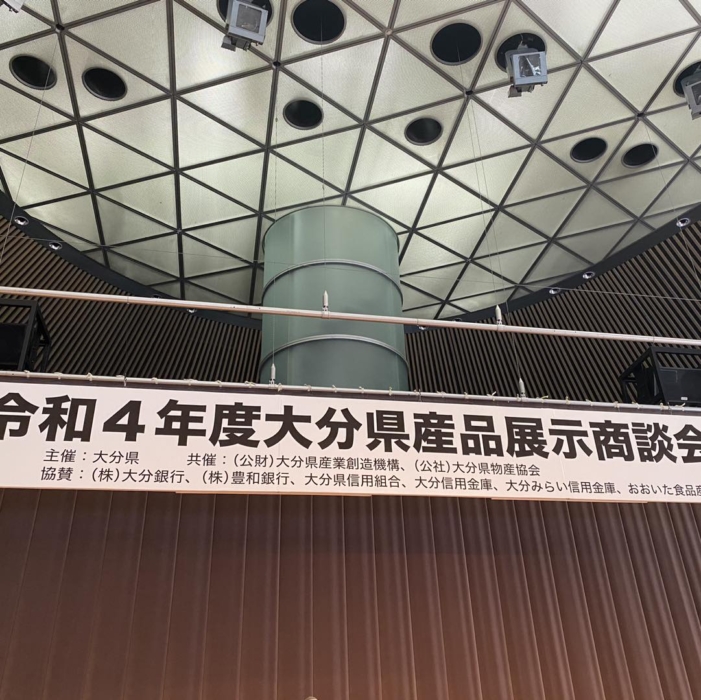 令和４年度大分県産品展示商談会
主催：大分県　共催：(公財)大分県産業創造機構、(公社)大分県物産協会
協賛：(株)大分銀行、(株)豊和銀行、大分県信用組合、大分信用金庫、大分みらい信用金庫、おおいた食品産